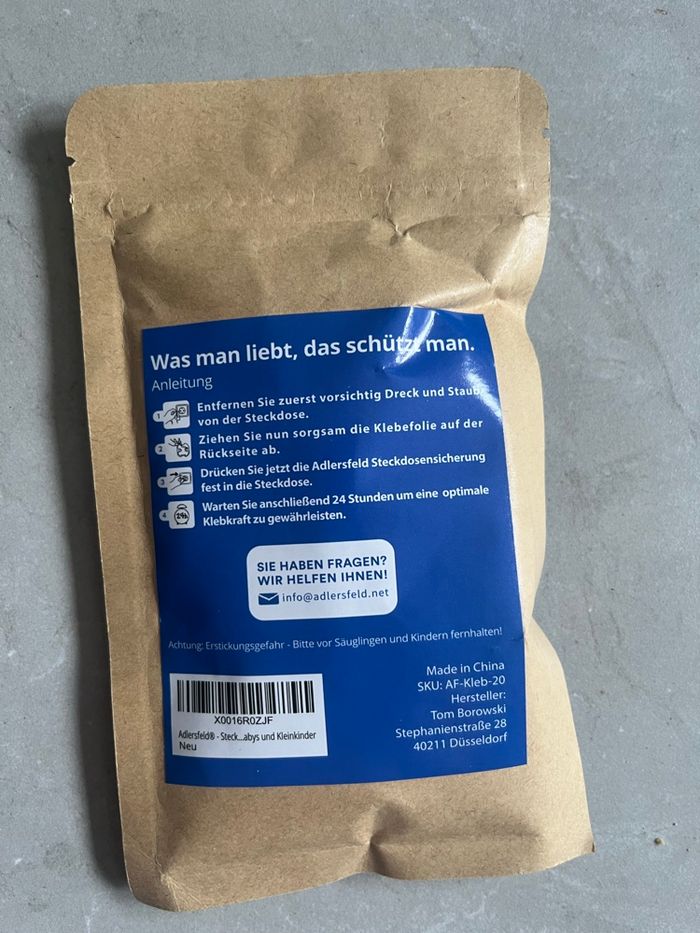 Was man liebt, das schützt man.
Anleitung
1
Entfernen Sie zuerst vorsichtig Dreck und Staub
von der Steckdose.
2
Ziehen Sie nun sorgsam die Klebefolie auf der
Rückseite ab.
3
Drücken Sie jetzt die Adlersfeld Steckdosensicherung
fest in die Steckdose.
4
Warten Sie anschließend 24 Stunden um eine optimale
Klebkraft zu gewährleisten.
SIE HABEN FRAGEN?
WIR HELFEN IHNEN!
info@adlersfeld.net
Achtung: Erstickungsgefahr - Bitte vor Säuglingen und Kindern fernhalten!
X0016R0ZJF
Adlersfeld® - Steck...abys und Kleinkinder
Neu
Made in China
SKU: AF-Kleb-20
Hersteller:
Tom Borowski
Stephanienstraße 28
40211 Düsseldorf